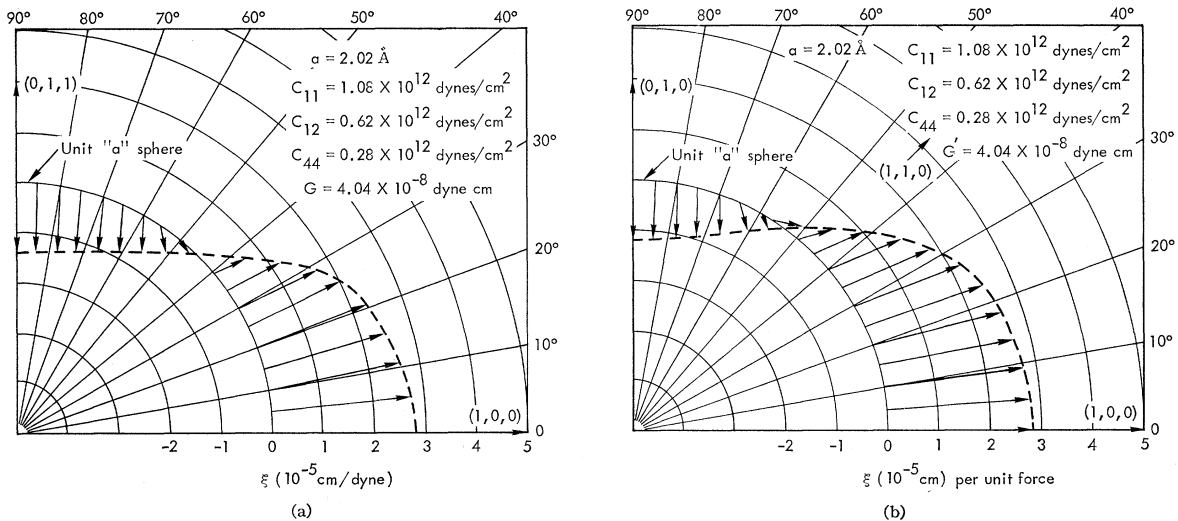 90° 80° 70° 60° 50° 40°
a = 2.02 Å
C11 = 1.08 X 10^12 dynes/cm^2
(0,1,1)
C12 = 0.62 X 10^12 dynes/cm^2
Unit "a" sphere
C44 = 0.28 X 10^12 dynes/cm^2
30°
G = 4.04 X 10^-8 dyne cm
20°
10°
(1,0,0)
0
-2 -1 0 1 2 3 4 5
ξ (10^-5 cm/dyne)
(a)
90° 80° 70° 60° 50° 40°
a = 2.02 Å
C11 = 1.08 X 10^12 dynes/cm^2
(0,1,0)
C12 = 0.62 X 10^12 dynes/cm^2
C44 = 0.28 X 10^12 dynes/cm^2
30°
Unit "a" sphere
G' = 4.04 X 10^-8 dyne cm
(1,1,0)
20°
10°
(1,0,0)
0
-2 -1 0 1 2 3 4 5
ξ (10^-5 cm) per unit force
(b)